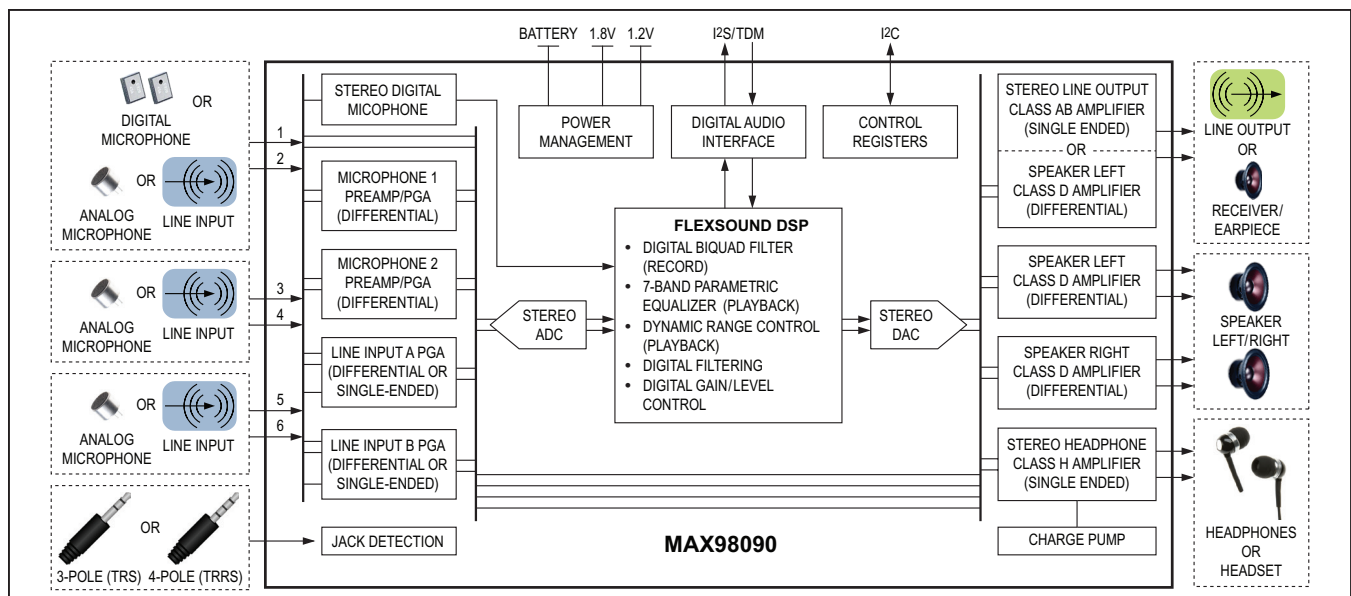 BATTERY 1.8V 1.2V
I2S/TDM
I2C
OR
DIGITAL
MICROPHONE
OR
ANALOG
MICROPHONE
LINE INPUT
1
2
OR
ANALOG
MICROPHONE
LINE INPUT
3
4
OR
ANALOG
MICROPHONE
LINE INPUT
5
6
OR
3-POLE (TRS) 4-POLE (TRRS)
STEREO DIGITAL
MICOPHONE
MICROPHONE 1
PREAMP/PGA
(DIFFERENTIAL)
MICROPHONE 2
PREAMP/PGA
(DIFFERENTIAL)
LINE INPUT A PGA
(DIFFERENTIAL OR
SINGLE-ENDED)
LINE INPUT B PGA
(DIFFERENTIAL OR
SINGLE-ENDED)
JACK DETECTION
POWER
MANAGEMENT
DIGITAL AUDIO
INTERFACE
CONTROL
REGISTERS
STEREO
ADC
FLEXSOUND DSP
• DIGITAL BIQUAD FILTER
(RECORD)
• 7-BAND PARAMETRIC
EQUALIZER (PLAYBACK)
• DYNAMIC RANGE CONTROL
(PLAYBACK)
• DIGITAL FILTERING
• DIGITAL GAIN/LEVEL
CONTROL
STEREO
DAC
MAX98090
STEREO LINE OUTPUT
CLASS AB AMPLIFIER
(SINGLE ENDED)
OR
SPEAKER LEFT
CLASS D AMPLIFIER
(DIFFERENTIAL)
SPEAKER LEFT
CLASS D AMPLIFIER
(DIFFERENTIAL)
SPEAKER RIGHT
CLASS D AMPLIFIER
(DIFFERENTIAL)
STEREO HEADPHONE
CLASS H AMPLIFIER
(SINGLE ENDED)
CHARGE PUMP
LINE OUTPUT
OR
RECEIVER/
EARPIECE
SPEAKER
LEFT/RIGHT
HEADPHONES
OR
HEADSET